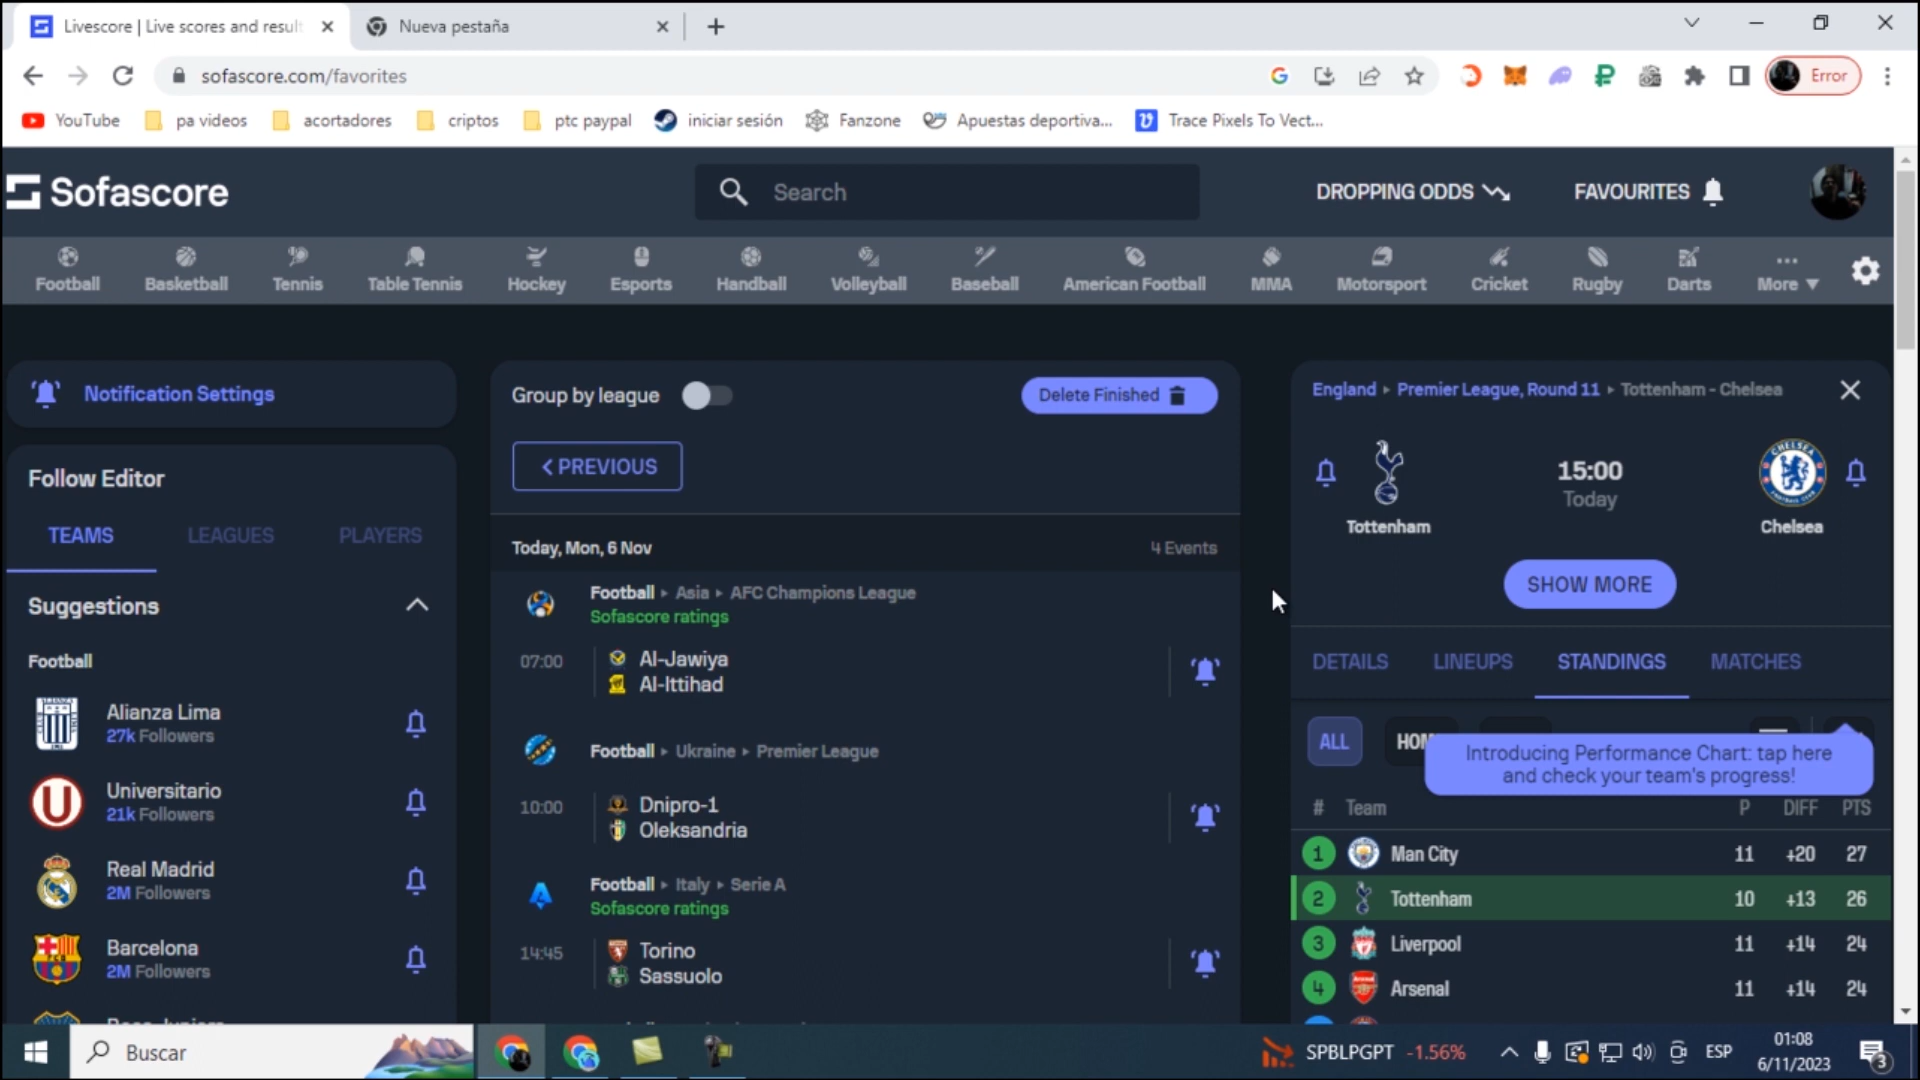 Livescore | Live scores and result
Nueva pestaña
sofascore.com/favorites
Error
YouTube
pa videos
acortadores
criptos
ptc paypal
iniciar sesión
Fanzone
Apuestas deportiva...
Trace Pixels To Vect...
Sofascore
Search
DROPPING ODDS
FAVOURITES
Football
Basketball
Tennis
Table Tennis
Hockey
Esports
Handball
Volleyball
Baseball
American Football
MMA
Motorsport
Cricket
Rugby
Darts
More
Notification Settings
Follow Editor
TEAMS
LEAGUES
PLAYERS
Suggestions
Football
Alianza Lima
27k Followers
Universitario
21k Followers
Real Madrid
2M Followers
Barcelona
2M Followers
Group by league
Delete Finished
PREVIOUS
Today, Mon, 6 Nov
4 Events
Football Asia AFC Champions League
Sofascore ratings
07:00
Al-Jawiya
Al-Ittihad
Football Ukraine Premier League
10:00
Dnipro-1
Oleksandria
Football Italy Serie A
Sofascore ratings
14:45
Torino
Sassuolo
England Premier League, Round 11 Tottenham - Chelsea
15:00
Today
Tottenham
Chelsea
SHOW MORE
DETAILS
LINEUPS
STANDINGS
MATCHES
ALL
Introducing Performance Chart: tap here
and check your team's progress!
# Team P DIFF PTS
1 Man City 11 +20 27
2 Tottenham 10 +13 26
3 Liverpool 11 +14 24
4 Arsenal 11 +14 24
Buscar
SPBLPGPT -1.56%
ESP
01:08
6/11/2023
3